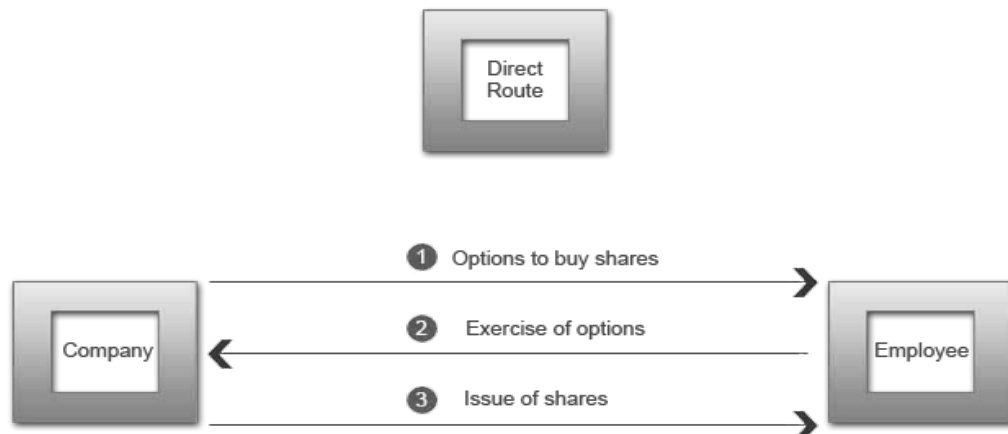 Direct
Route
1 Options to buy shares
Company
2 Exercise of options
Employee
3 Issue of shares